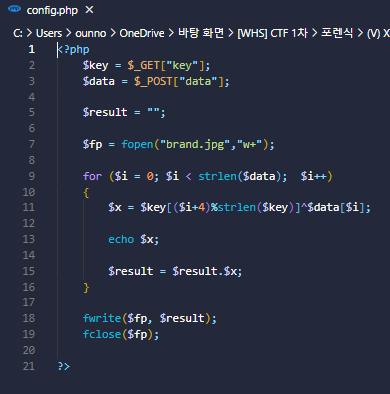 config.php
C: > Users > ounno > OneDrive > 바탕 화면 > [WHS] CTF 1차 > 포렌식 > (V) X
1 <?php
2 $key = $_GET["key"];
3 $data = $_POST["data"];
4
5 $result = "";
6
7 $fp = fopen("brand.jpg","w+");
8
9 for ($i = 0; $i < strlen($data);  $i++)
10 {
11 $x = $key[($i+4)%strlen($key)]^$data[$i];
12
13 echo $x;
14
15 $result = $result.$x;
16 }
17
18 fwrite($fp, $result);
19 fclose($fp);
20
21 ?>